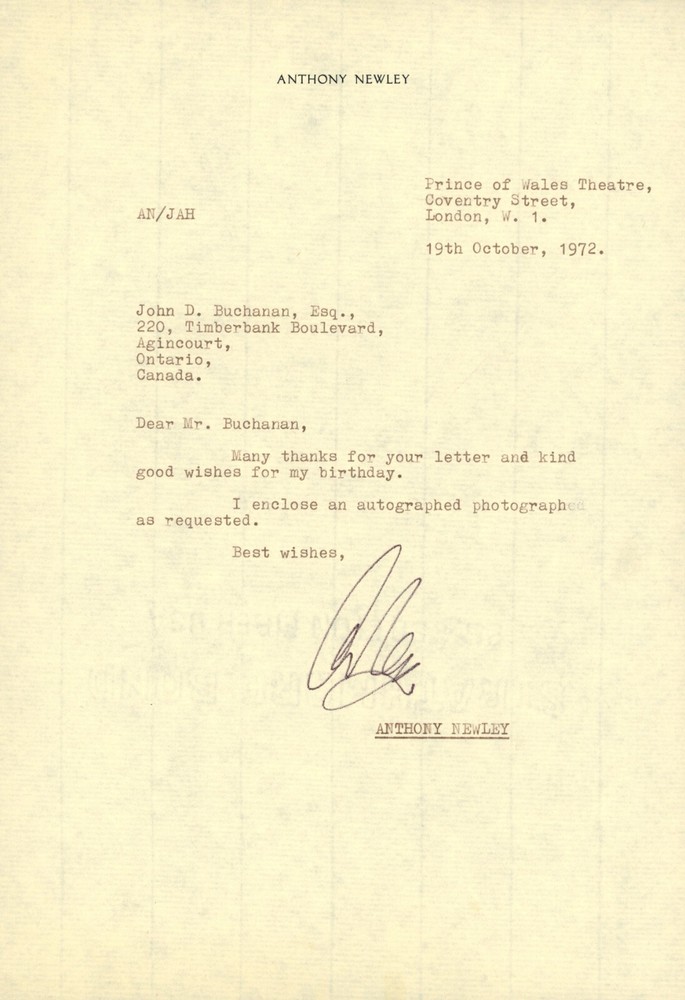 ANTHONY NEWLEY
Prince of Wales Theatre,
Coventry Street,
AN/JAH
London, W. 1.
19th October, 1972.
John D. Buchanan, Esq.,
220, Timberbank Boulevard,
Agincourt,
Ontario,
Canada.
Dear Mr. Buchanan,
Many thanks for your letter and kind
good wishes for my birthday.
I enclose an autographed photograph
as requested.
Best wishes,
ANTHONY NEWLEY